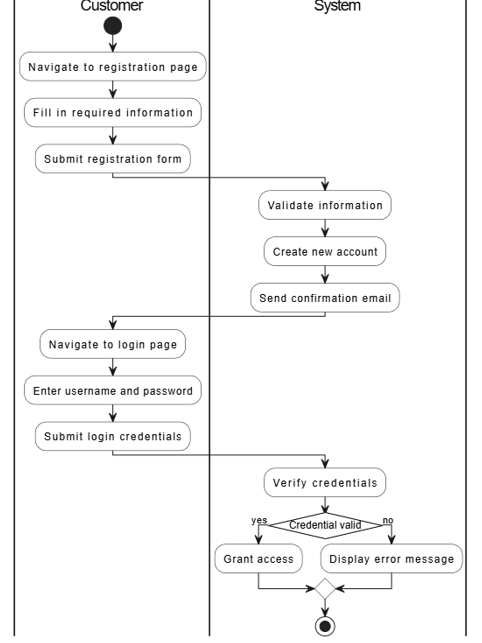 Customer
System
Navigate to registration page
Fill in required information
Submit registration form
Validate information
Create new account
Send confirmation email
Navigate to login page
Enter username and password
Submit login credentials
Verify credentials
yes
Credential valid
no
Grant access
Display error message